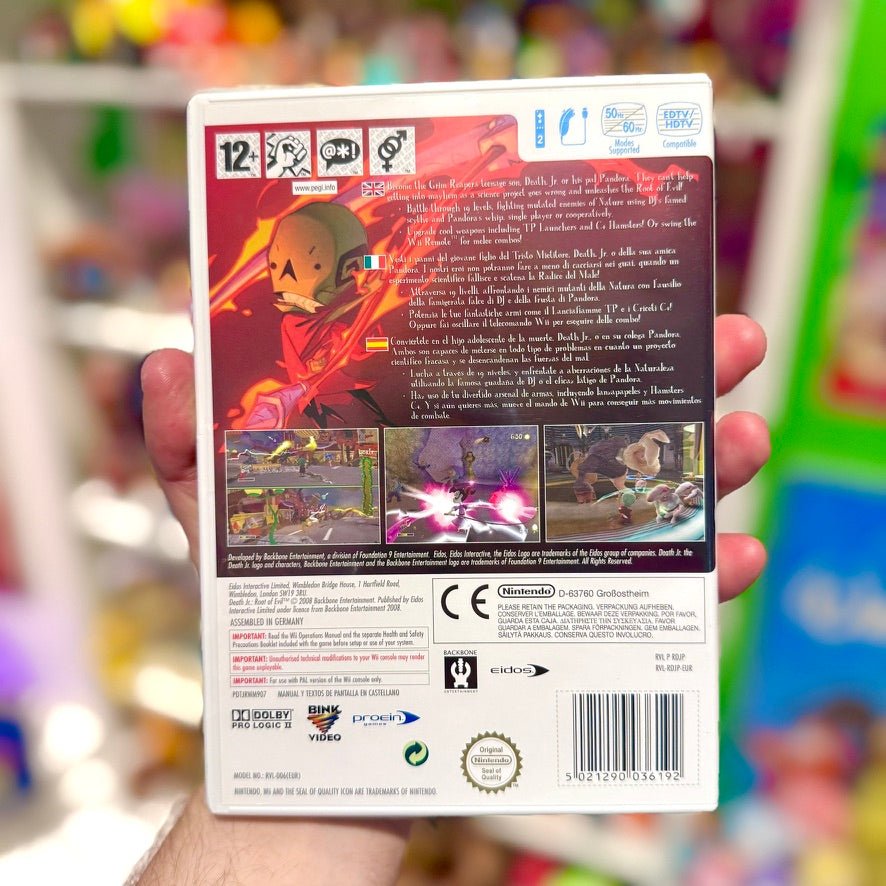 12+
@*!
www.pegi.info
2
50Hz
60Hz
Modes
Supported
EDTV/
HDTV
Compatible
Become the Grim Reapers teenage son, Death, Jr. or his pal Pandora. They can't help
getting into mayhem as a science project goes wrong and unleashes the Root of Evil!
• Battle through 19 levels, fighting mutated enemies of Nature using DJ's famed
scythe and Pandora's whip, single player or cooperatively.
• Upgrade cool weapons including TP Launchers and C4 Hamsters! Or swing the
Wii Remote™ for melee combos!
Vesti i panni del giovane figlio del Tristo Mietitore, Death, Jr. o della sua amica
Pandora. I nostri eroi non potranno fare a meno di cacciarsi nei guai, quando un
esperimento scientifico fallisce e scatena la Radice del Male!
• Attraversa 19 livelli, affrontando i nemici mutanti della Natura con l'ausilio
della famigerata falce di DJ e della frusta di Pandora.
• Potenzia le tue fantastiche armi come il Lanciafiamme TP e i Criceti C4!
Oppure fai oscillare il telecomando Wii per eseguire delle combo!
Conviértete en el hijo adolescente de la muerte, Death, Jr., o en su colega Pandora.
Ambos son capaces de meterse en todo tipo de problemas en cuanto un proyecto
científico fracasa y se desencandenan las fuerzas del mal
• Lucha a través de 19 niveles, y enfréntate a aberraciones de la Naturaleza
utilizando la famosa guadaña de DJ o el eficaz látigo de Pandora.
• Haz uso de tu divertido arsenal de armas, incluyendo lanzapapeles y Hamsters
C4. Y si aún quieres más, mueve el mando de Wii para conseguir más movimientos
de combate.
Developed by Backbone Entertainment, a division of Foundation 9 Entertainment. Eidos, Eidos Interactive, the Eidos Logo are trademarks of the Eidos group of companies. Death Jr. the
Death Jr. logo and characters, Backbone Entertainment and the Backbone Entertainment logo are trademarks of Foundation 9 Entertainment. All Rights Reserved.
Eidos Interactive Limited, Wimbledon Bridge House, 1 Hartfield Road,
Wimbledon, London SW19 3RU.
Death Jr.: Root of Evil™ © 2008 Backbone Entertainment. Published by Eidos
Interactive Limited under licence from Backbone Entertainment 2008.
ASSEMBLED IN GERMANY
IMPORTANT: Read the Wii Operations Manual and the separate Health and Safety
Precautions Booklet included with the game before setup or use of your system.
IMPORTANT: Unauthorised technical modifications to your Wii console may render
this game unplayable.
IMPORTANT: For use with PAL version of the Wii console only.
PDTJRWIM907 MANUAL Y TEXTOS DE PANTALLA EN CASTELLANO
CE
Nintendo D-63760 Großostheim
PLEASE RETAIN THE PACKAGING. VERPACKUNG AUFHEBEN.
CONSERVER L'EMBALLAGE. BEWAAR DEZE VERPAKKING. POR FAVOR,
GUARDA ESTA CAJA. ΔΙΑΤΗΡΗΣΤΕ ΤΗ ΣΥΣΚΕΥΑΣΙΑ. FAVOR
GUARDAR A EMBALAGEM. SPARA FÖRPACKNINGEN. GEM EMBALLAGEN.
SÄILYTÄ PAKKAUS. CONSERVA QUESTO INVOLUCRO.
BACKBONE
ENTERTAINMENT
eidos
RVL P RDJP
RVL-RDJP-EUR
DOLBY
PRO LOGIC II
BINK
VIDEO
proein
games
Original
Nintendo
Seal of
Quality
5 021290 036192
MODEL NO.: RVL-006(EUR)
NINTENDO, Wii AND THE SEAL OF QUALITY ICON ARE TRADEMARKS OF NINTENDO.